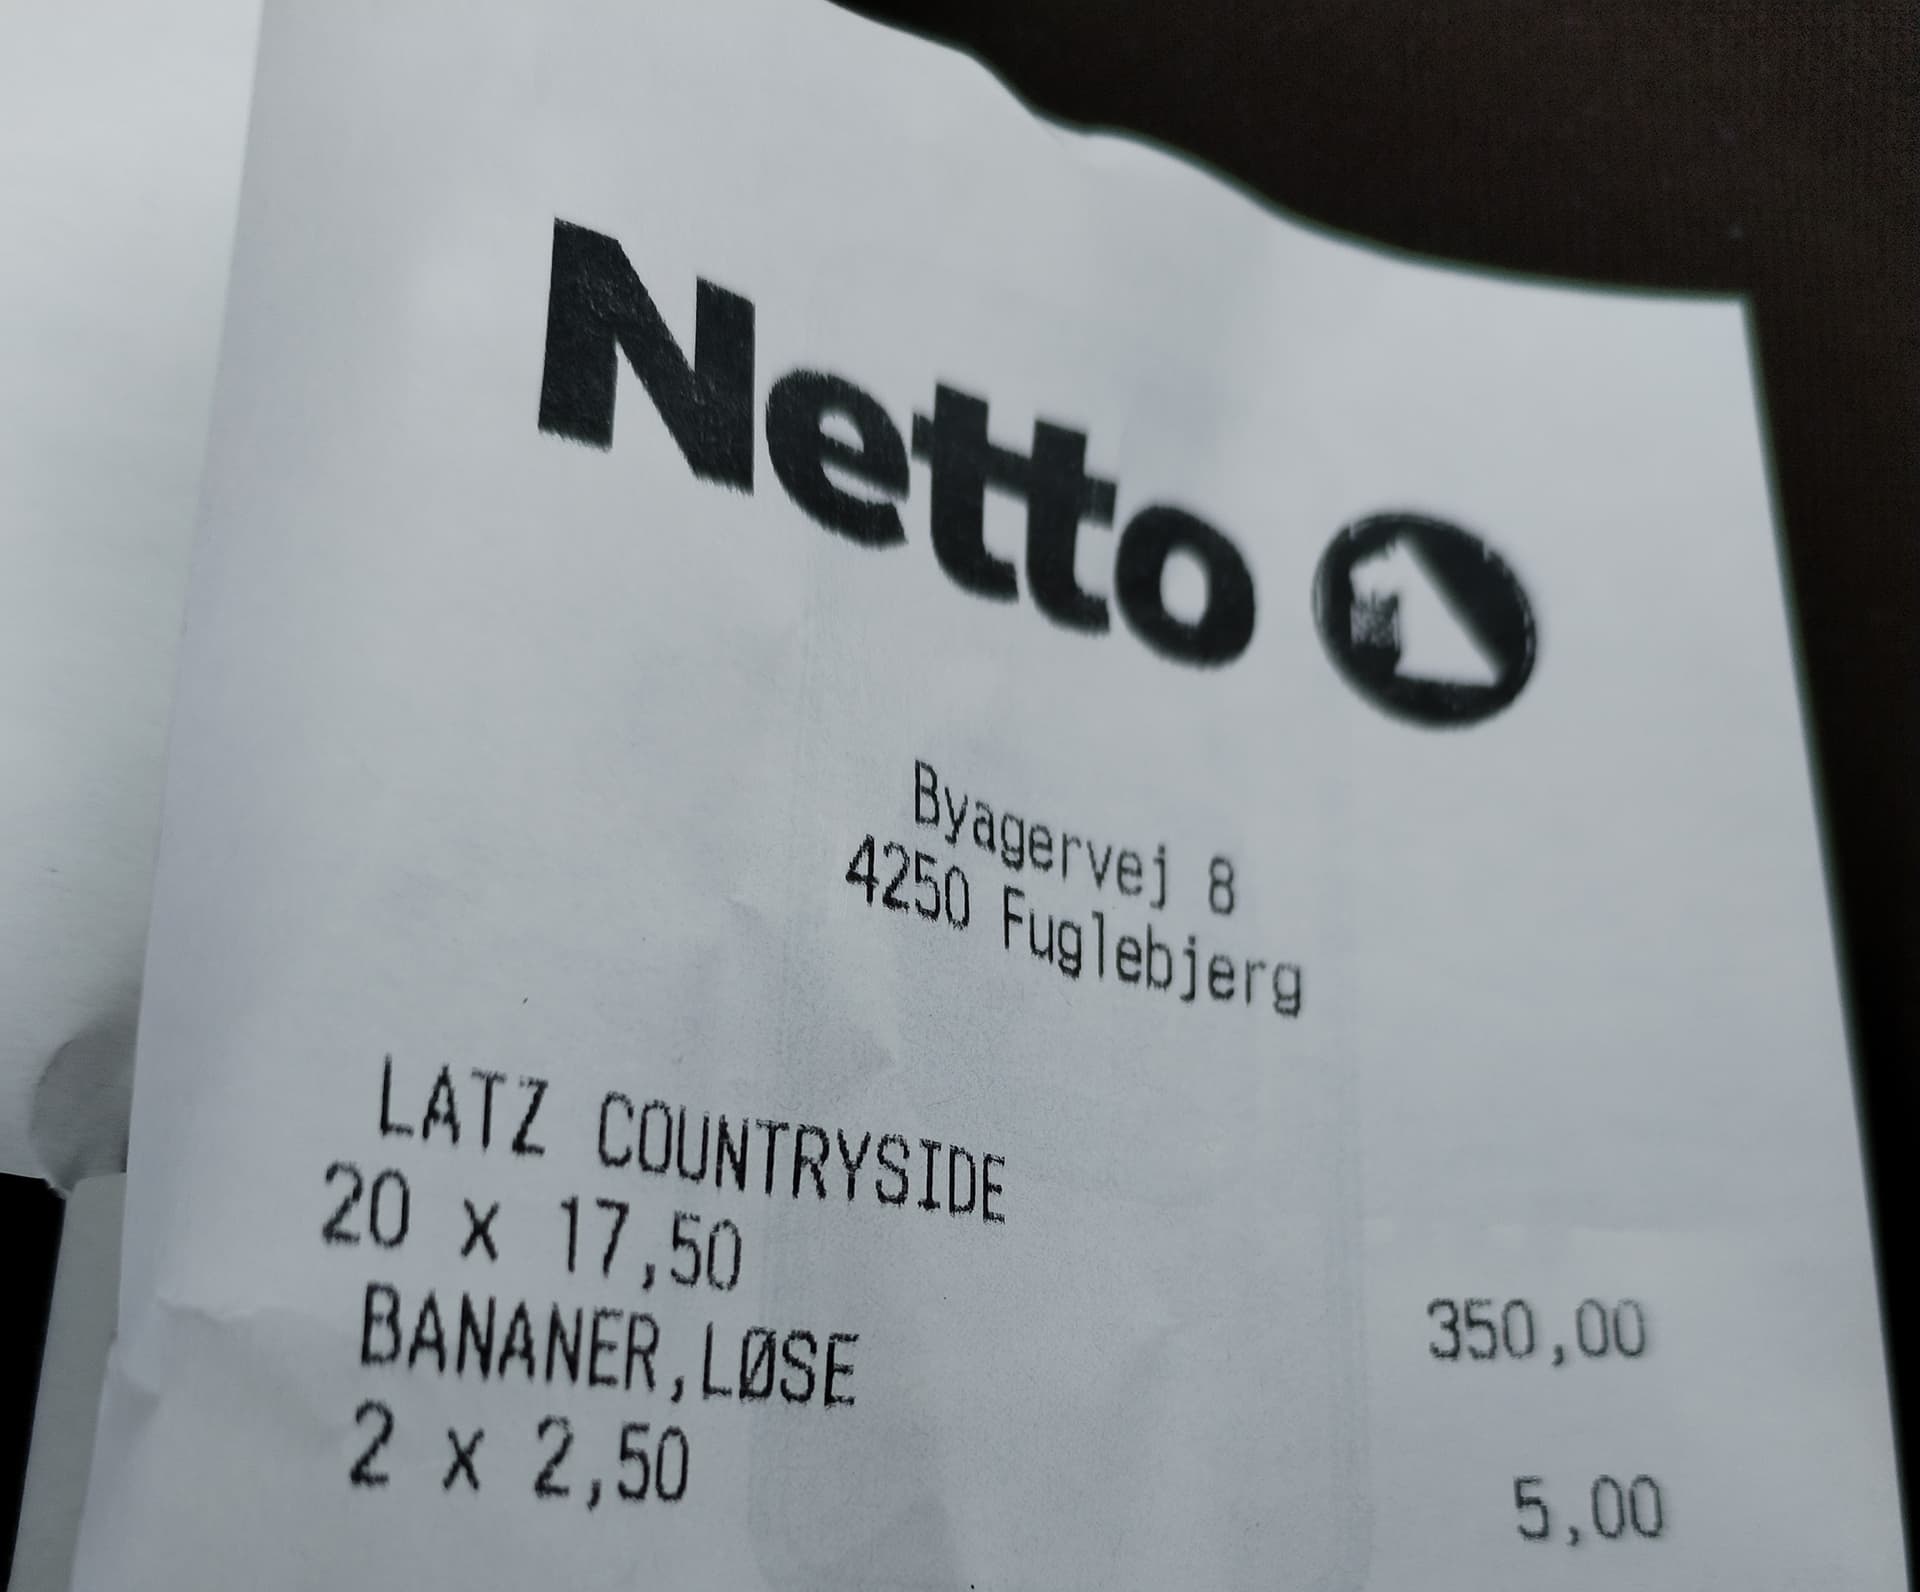 Netto
Byagervej 8
4250 Fuglebjerg
LATZ COUNTRYSIDE
20 x 17,50 350,00
BANANER,LØSE
2 x 2,50 5,00